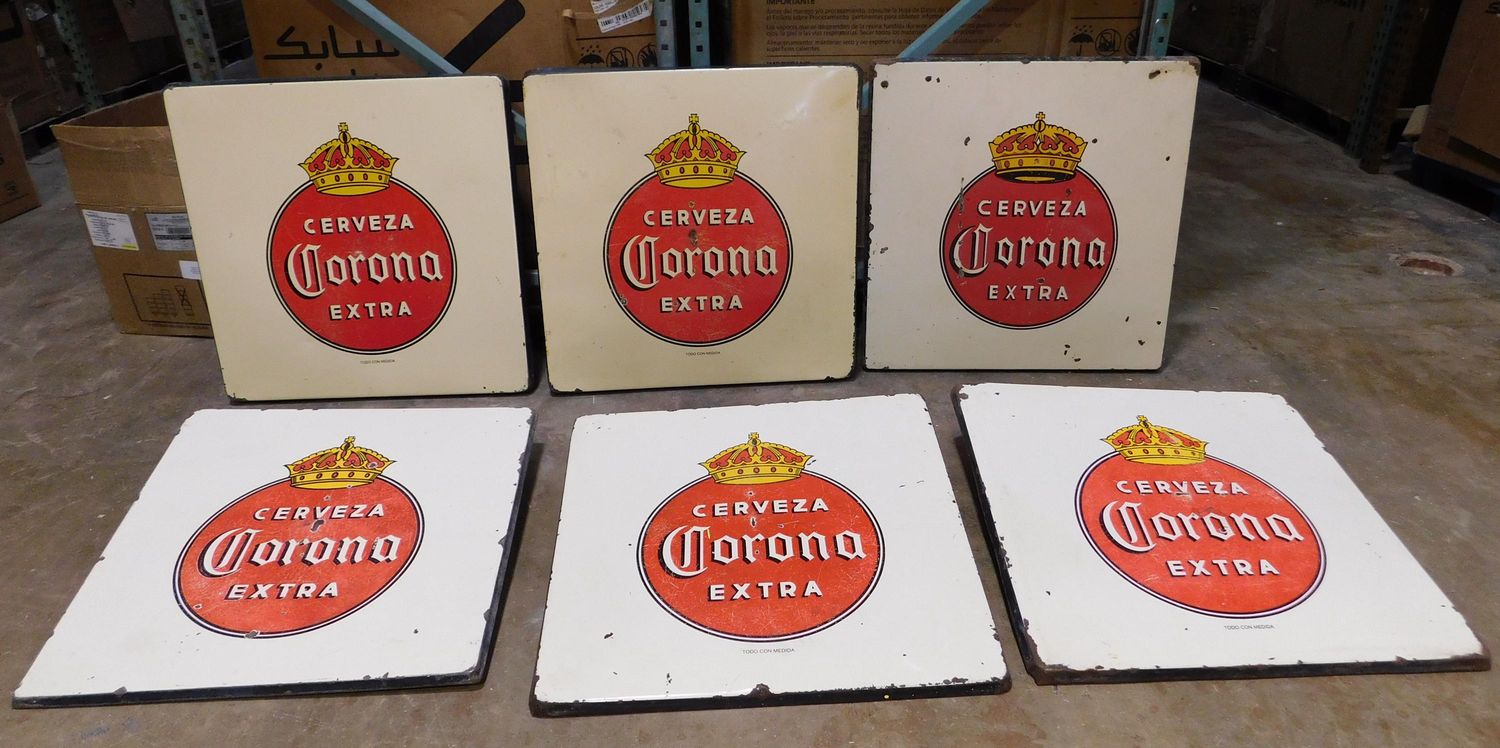 سابك
IMPORTANTE
CERVEZA
Corona
EXTRA
TODO CON MEDIDA
CERVEZA
Corona
EXTRA
TODO CON MEDIDA
CERVEZA
Corona
EXTRA
CERVEZA
Corona
EXTRA
CERVEZA
Corona
EXTRA
TODO CON MEDIDA
CERVEZA
Corona
EXTRA
TODO CON MEDIDA